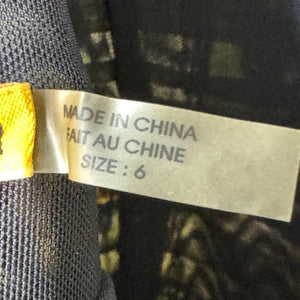 MADE IN CHINA
FAIT AU CHINE
SIZE : 6